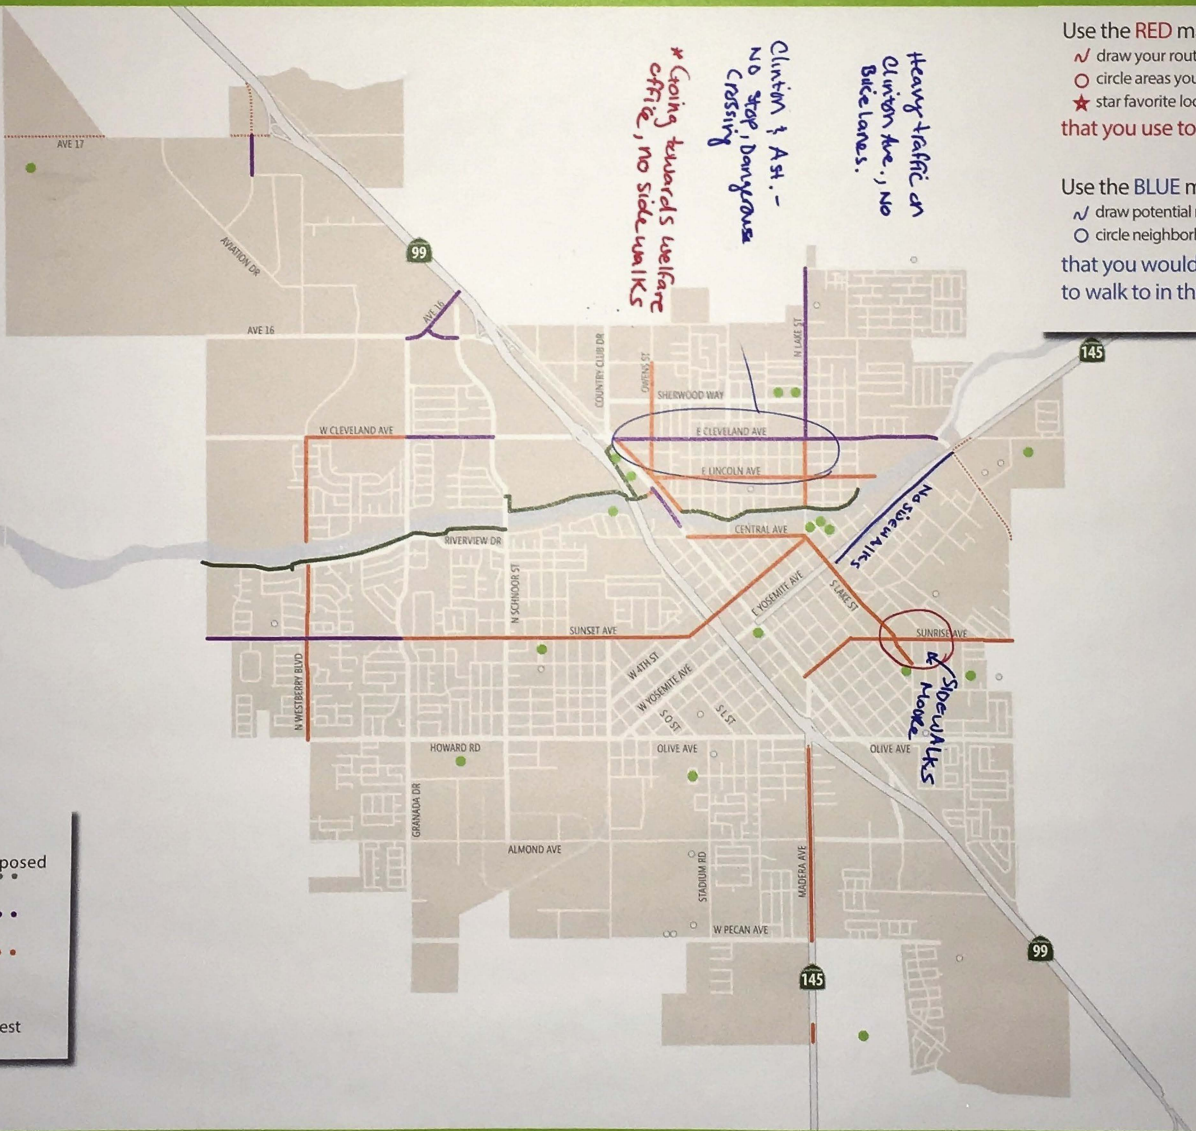 Use the RED m
draw your rout
circle areas you
star favorite loc
that you use to
Use the BLUE m
draw potential
circle neighborh
that you would
to walk to in th
Heavy traffic on
Clinton Ave., NO
Bike lanes.
Clinton & Ast. -
NO Stop, Dangerouse
Crossing
* Going towards welfare
office, no side walks
AVE 17
AVIATION DR
99
AVE 16
AVE 16
145
COUNTRY CLUB DR
OWENS ST
N LAKE ST
SHERWOOD WAY
W CLEVELAND AVE
E CLEVELAND AVE
E LINCOLN AVE
No sidewalks
CENTRAL AVE
RIVERVIEW DR
N SCHNOOR ST
E YOSEMITE AVE
S LAKE ST
SUNSET AVE
SUNRISE AVE
N WESTBERRY BLVD
W 4TH ST
W YOSEMITE AVE
S O ST
S L ST
SIDEWALKS
Moore
HOWARD RD
OLIVE AVE
OLIVE AVE
GRANADA DR
ALMOND AVE
STADIUM RD
MADERA AVE
W PECAN AVE
99
145
posed
est